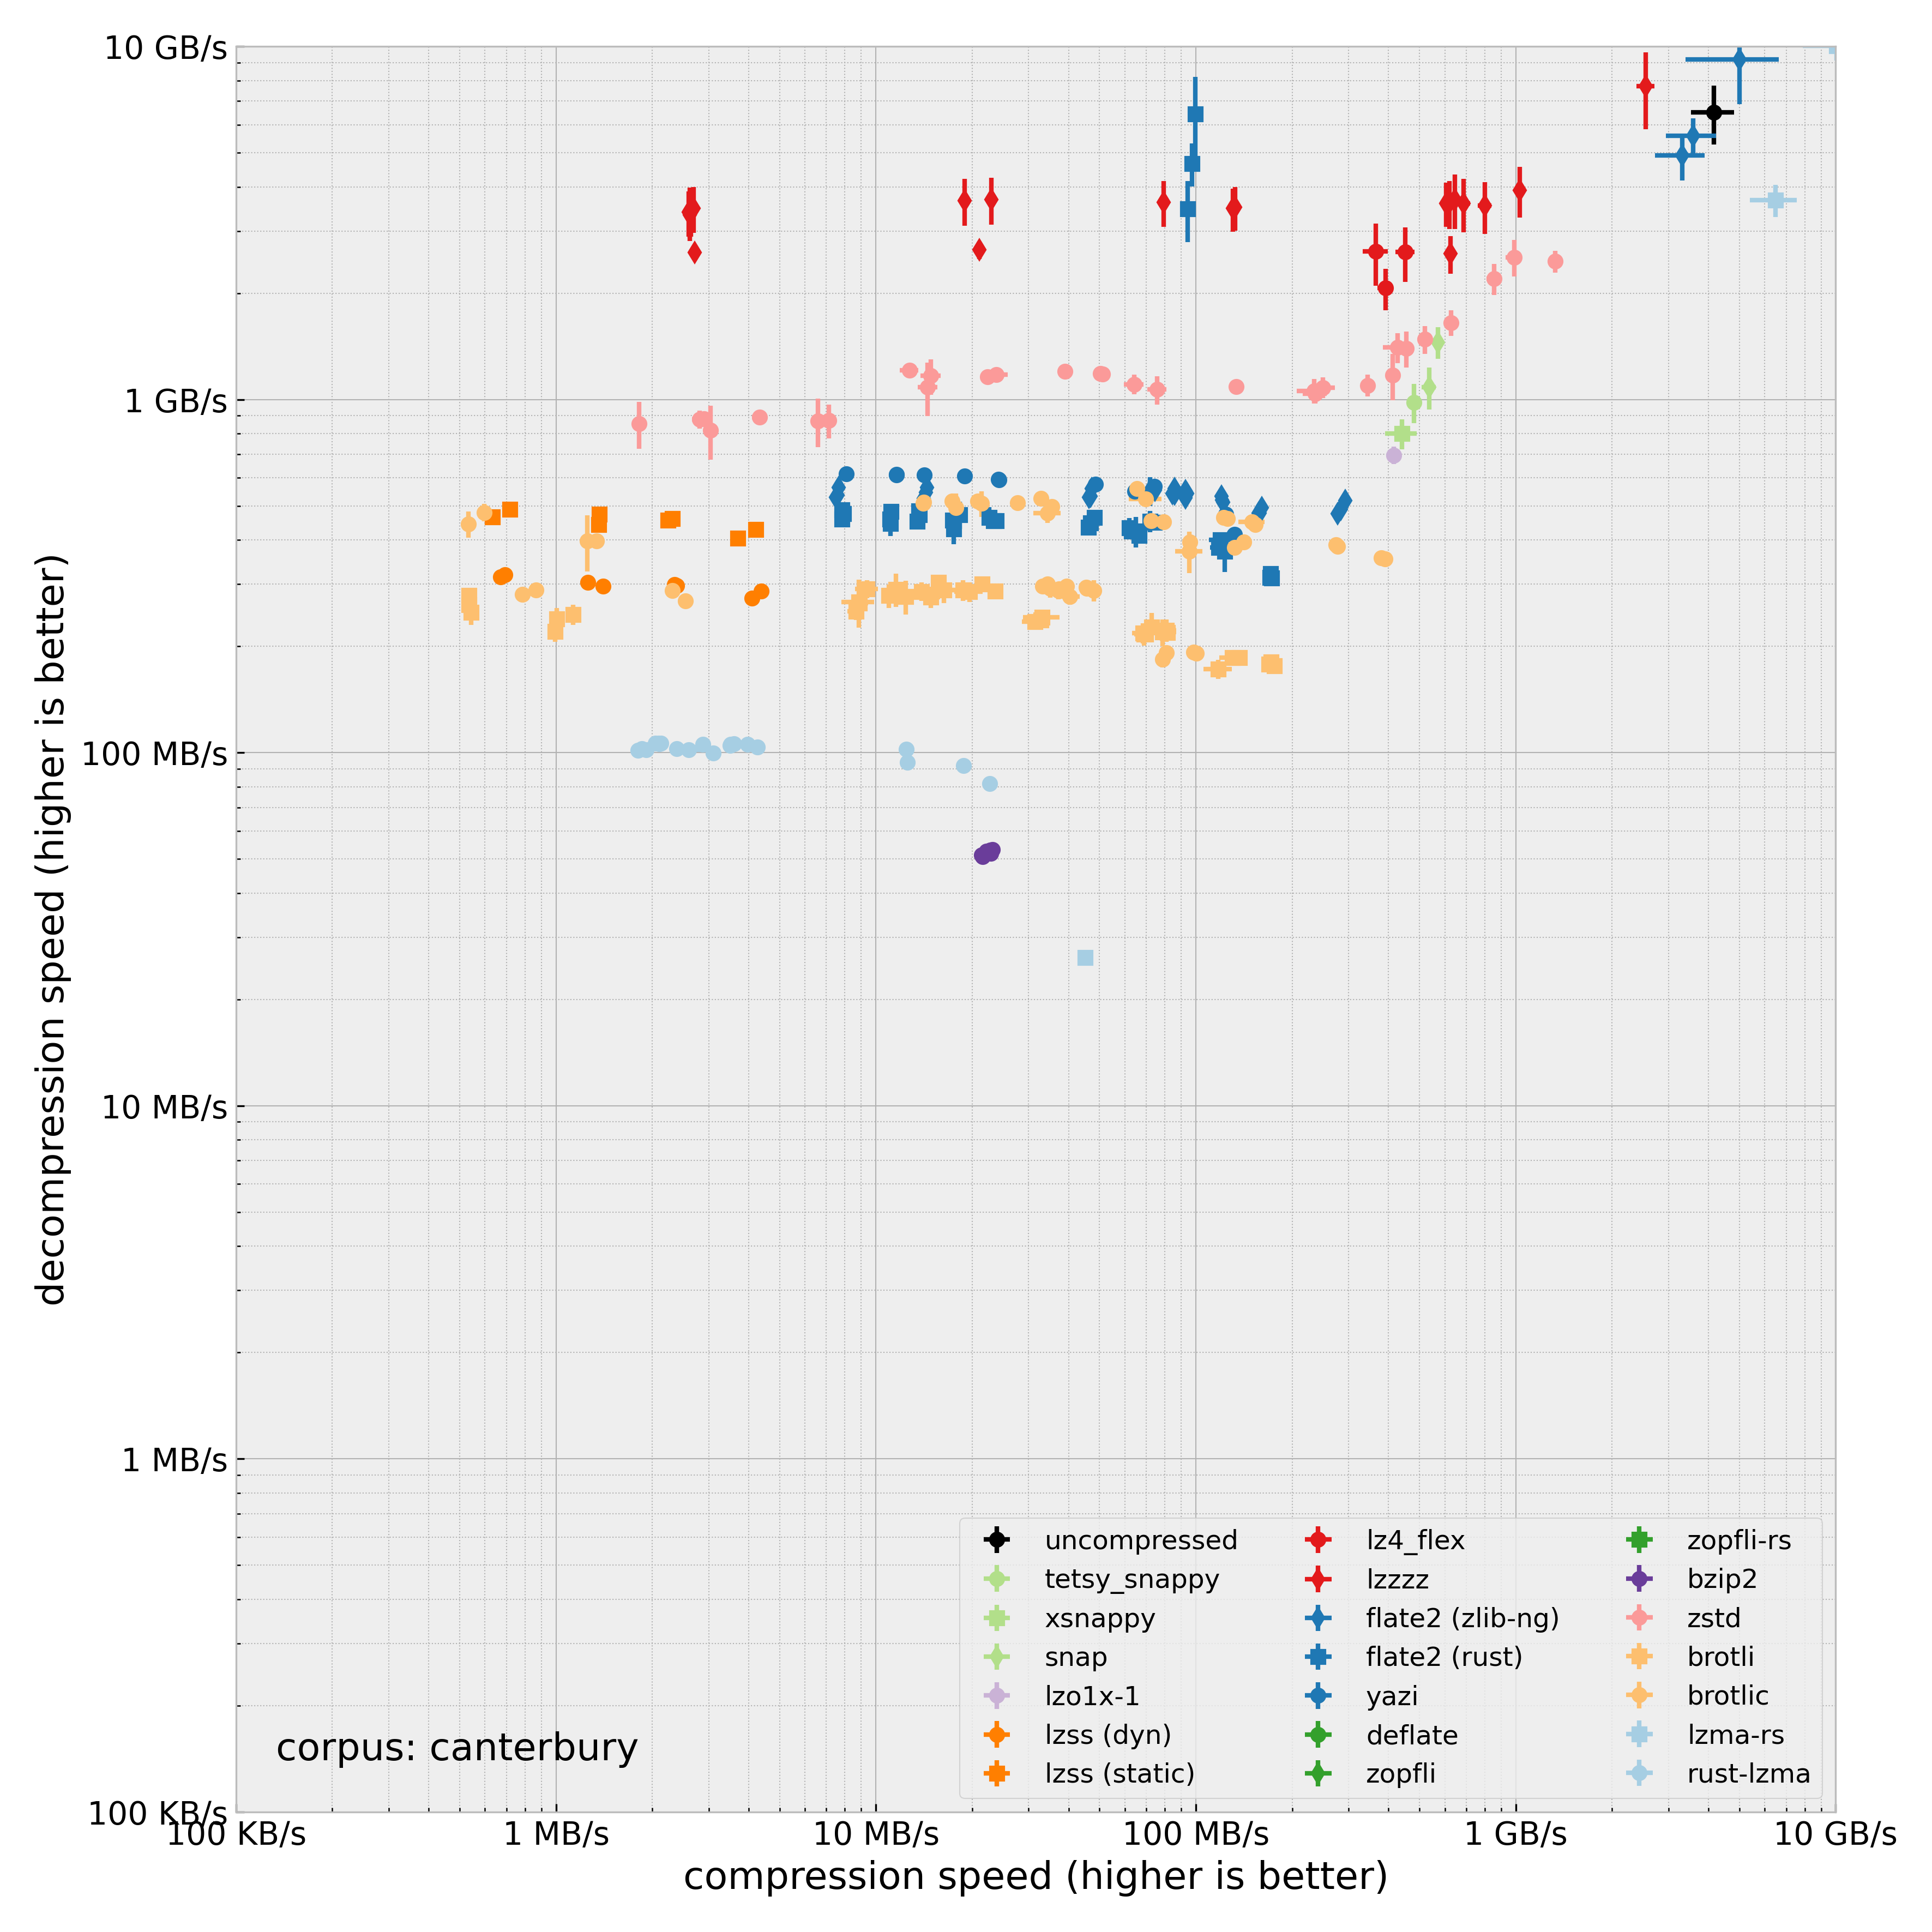 10 GB/s
1 GB/s
100 MB/s
10 MB/s
1 MB/s
100 KB/s
decompression speed (higher is better)
corpus: canterbury
uncompressed
tetsy_snappy
xsnappy
snap
lzo1x-1
lzss (dyn)
lzss (static)
lz4_flex
lzzzz
flate2 (zlib-ng)
flate2 (rust)
yazi
deflate
zopfli
zopfli-rs
bzip2
zstd
brotli
brotlic
lzma-rs
rust-lzma
100 KB/s 1 MB/s 10 MB/s 100 MB/s 1 GB/s 10 GB/s
compression speed (higher is better)